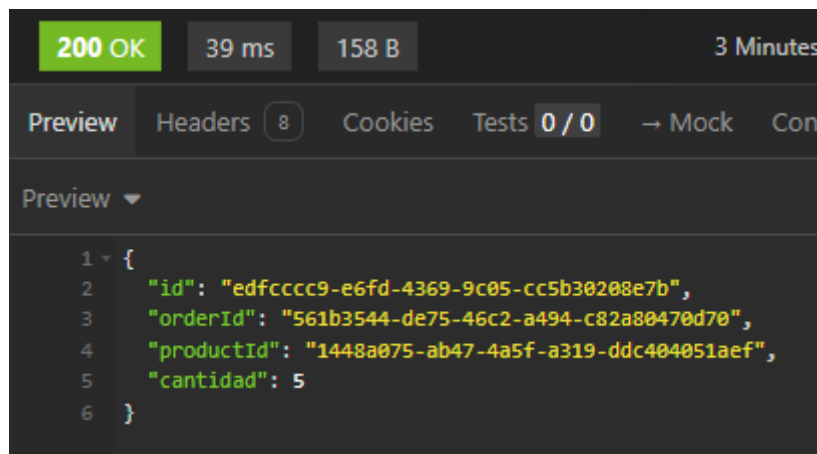 200 OK 39 ms 158 B 3 Minutes
Preview Headers 8 Cookies Tests 0 / 0 → Mock Con
Preview
1 {
2 "id": "edfcccc9-e6fd-4369-9c05-cc5b30208e7b",
3 "orderId": "561b3544-de75-46c2-a494-c82a80470d70",
4 "productId": "1448a075-ab47-4a5f-a319-ddc404051aef",
5 "cantidad": 5
6 }